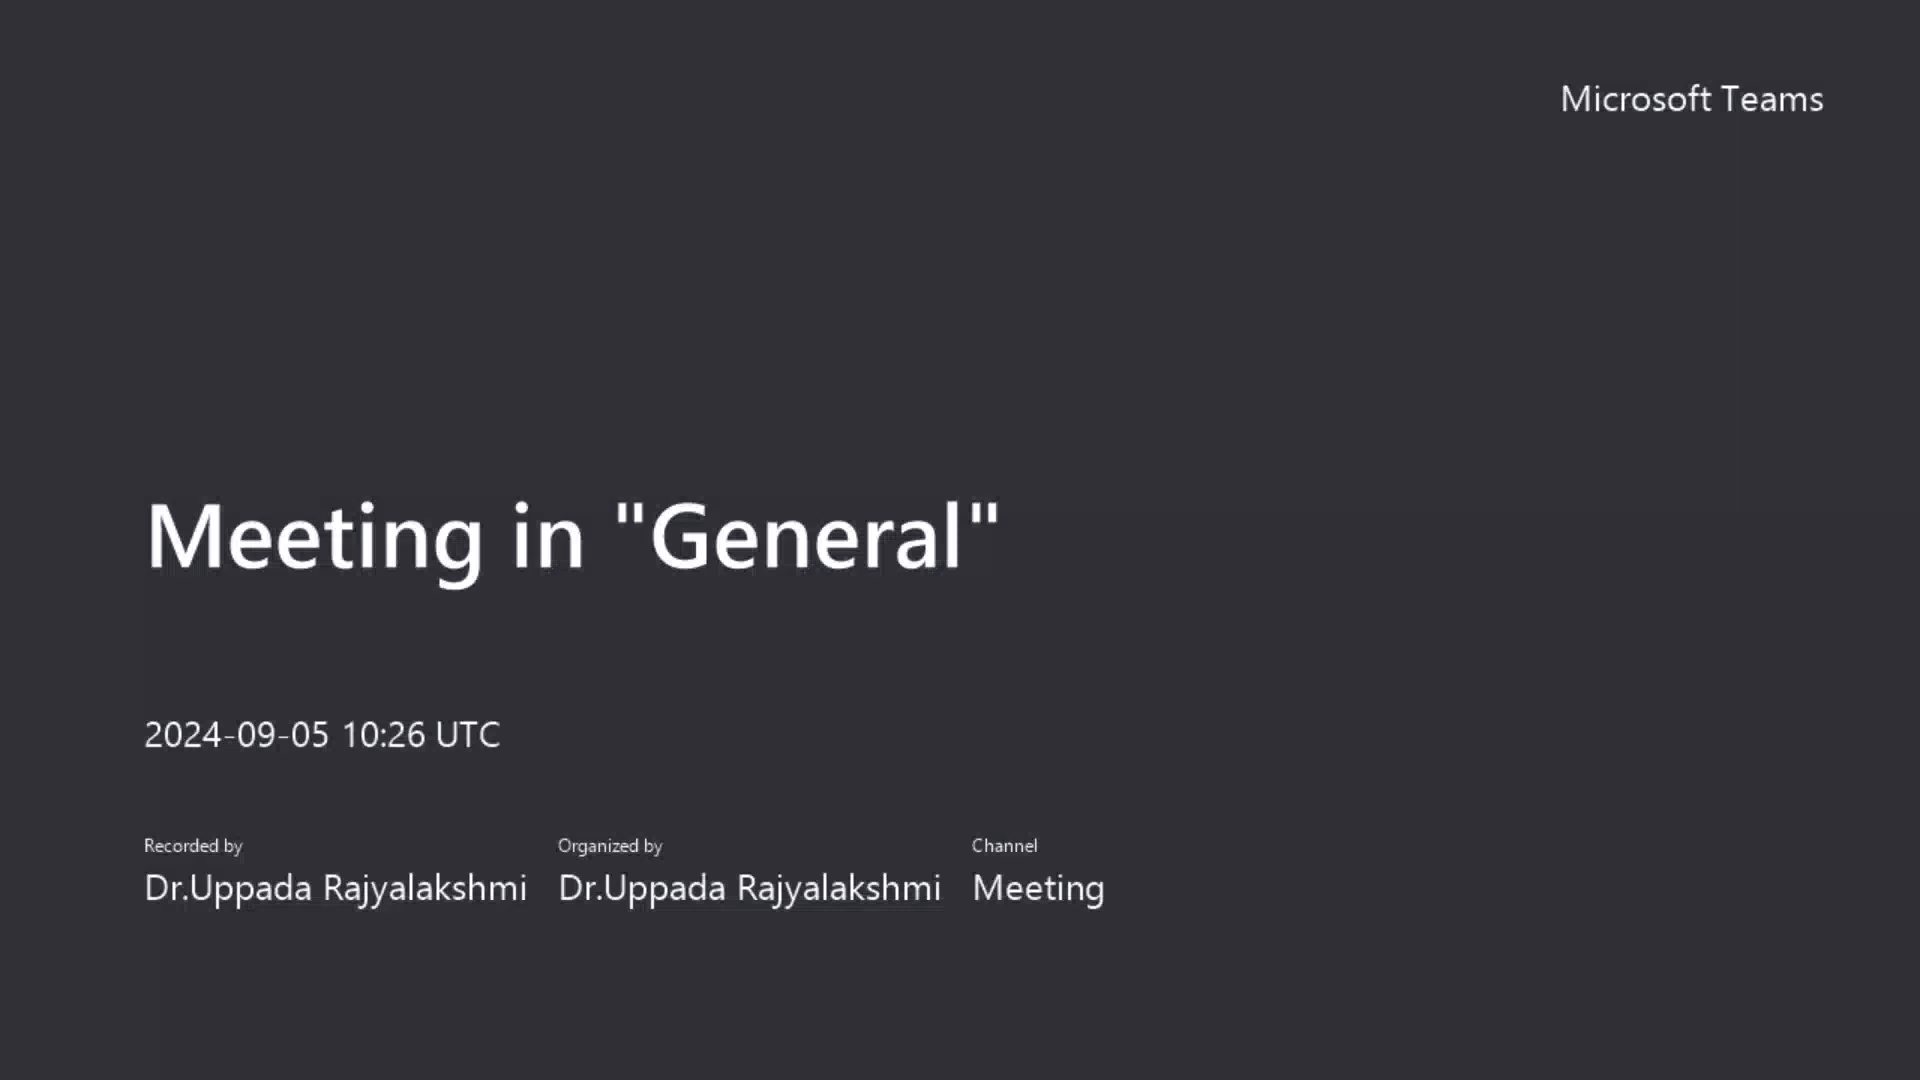 Microsoft Teams
Meeting in "General"
2024-09-05 10:26 UTC
Recorded by
Dr.Uppada Rajyalakshmi
Organized by
Dr.Uppada Rajyalakshmi
Channel
Meeting